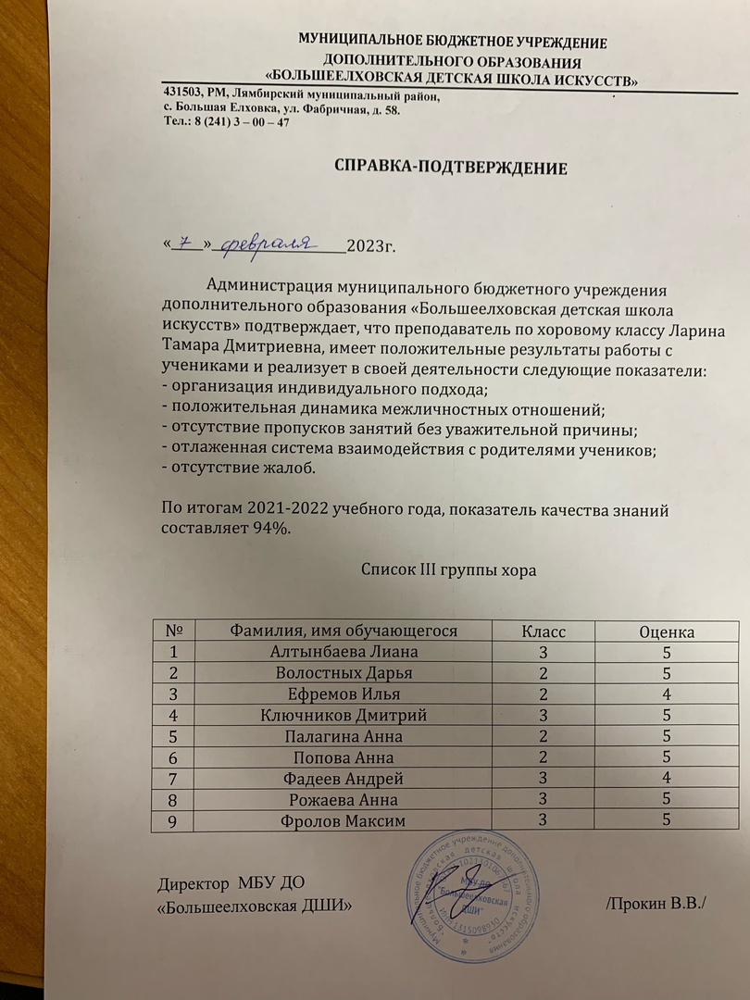 МУНИЦИПАЛЬНОЕ БЮДЖЕТНОЕ УЧРЕЖДЕНИЕ
ДОПОЛНИТЕЛЬНОГО ОБРАЗОВАНИЯ
«БОЛЬШЕЕЛХОВСКАЯ ДЕТСКАЯ ШКОЛА ИСКУССТВ»
431503, РМ, Лямбирский муниципальный район,
с. Большая Елховка, ул. Фабричная, д. 58.
Тел.: 8 (241) 3 – 00 – 47
СПРАВКА-ПОДТВЕРЖДЕНИЕ
« 7 » февраля 2023г.
Администрация муниципального бюджетного учреждения
дополнительного образования «Большеелховская детская школа
искусств» подтверждает, что преподаватель по хоровому классу Ларина
Тамара Дмитриевна, имеет положительные результаты работы с
учениками и реализует в своей деятельности следующие показатели:
- организация индивидуального подхода;
- положительная динамика межличностных отношений;
- отсутствие пропусков занятий без уважительной причины;
- отлаженная система взаимодействия с родителями учеников;
- отсутствие жалоб.
По итогам 2021-2022 учебного года, показатель качества знаний
составляет 94%.
Список III группы хора
№ Фамилия, имя обучающегося Класс Оценка
1 Алтынбаева Лиана 3 5
2 Волостных Дарья 2 5
3 Ефремов Илья 2 4
4 Ключников Дмитрий 3 5
5 Палагина Анна 2 5
6 Попова Анна 2 5
7 Фадеев Андрей 3 4
8 Рожаева Анна 3 5
9 Фролов Максим 3 5
Директор МБУ ДО
«Большеелховская ДШИ» /Прокин В.В./
Муниципальное бюджетное учреждение дополнительного образования
детская школа искусств
МБУ ДО
"Большеелховская
ДШИ"